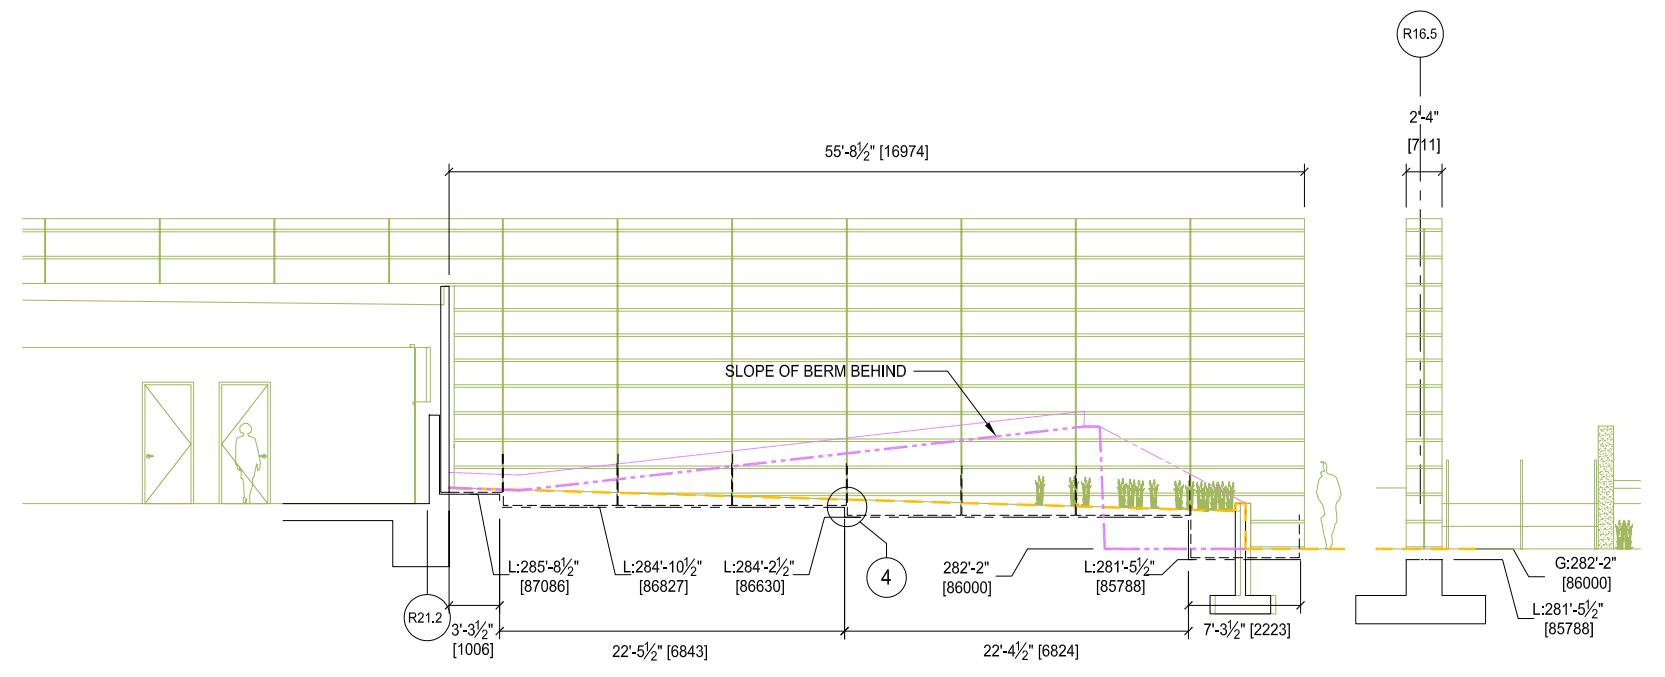 R16.5
2'-4"
[711]
55'-8½" [16974]
SLOPE OF BERM BEHIND
L:285'-8½"
[87086]
L:284'-10½"
[86827]
L:284'-2½"
[86630]
4
282'-2"
[86000]
L:281'-5½"
[85788]
G:282'-2"
[86000]
L:281'-5½"
[85788]
R21.2
3'-3½"
[1006]
22'-5½" [6843]
22'-4½" [6824]
7'-3½" [2223]